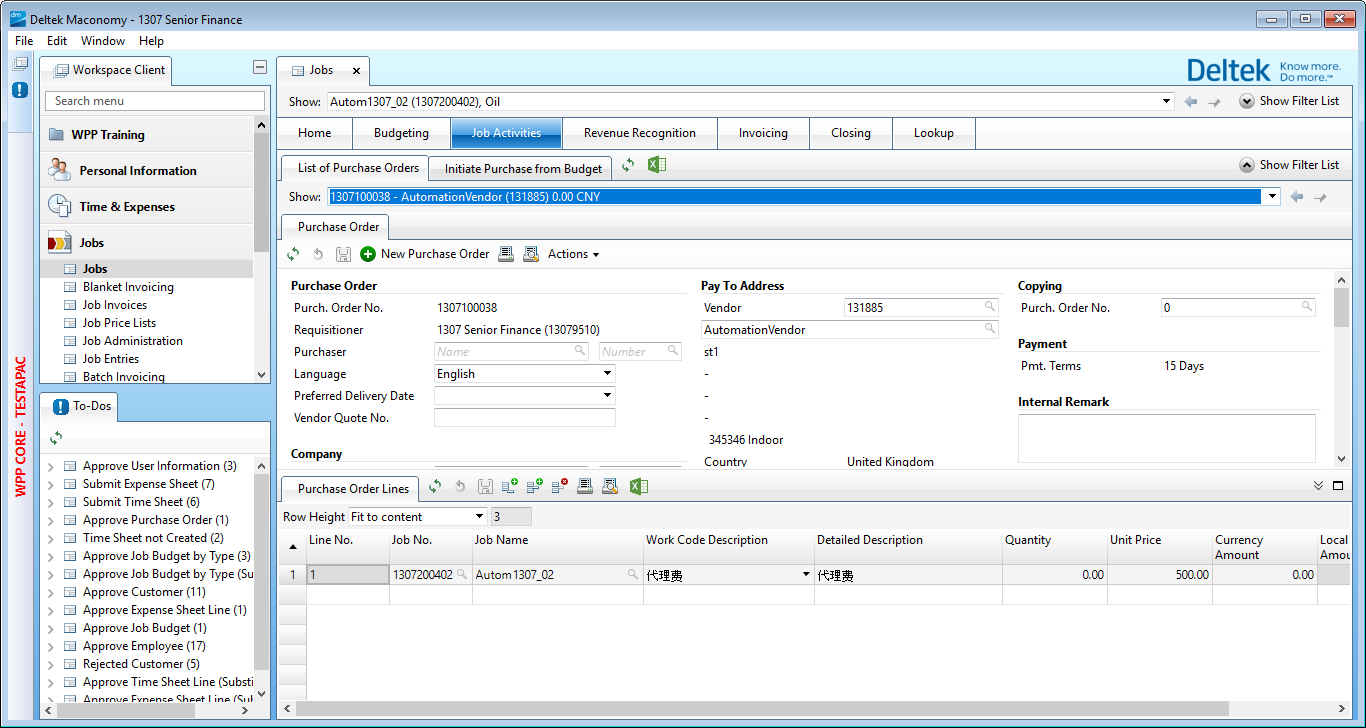 Deltek Maconomy - 1307 Senior Finance
File Edit Window Help
WPP CORE - TESTAPAC
Workspace Client
Search menu
WPP Training
Personal Information
Time & Expenses
Jobs
Jobs
Blanket Invoicing
Job Invoices
Job Price Lists
Job Administration
Job Entries
Batch Invoicing
To-Dos
Approve User Information (3)
Submit Expense Sheet (7)
Submit Time Sheet (6)
Approve Purchase Order (1)
Time Sheet not Created (2)
Approve Job Budget by Type (3)
Approve Job Budget by Type (Su
Approve Customer (11)
Approve Expense Sheet Line (1)
Approve Job Budget (1)
Approve Employee (17)
Rejected Customer (5)
Approve Time Sheet Line (Substi
Approve Expense Sheet Line (Sul
Jobs
Deltek Know more. Do more.™
Show: Autom1307_02 (1307200402), Oil Show Filter List
Home Budgeting Job Activities Revenue Recognition Invoicing Closing Lookup
List of Purchase Orders Initiate Purchase from Budget Show Filter List
Show: 1307100038 - AutomationVendor (131885) 0.00 CNY
Purchase Order
New Purchase Order Actions
Purchase Order
Purch. Order No. 1307100038
Requisitioner 1307 Senior Finance (13079510)
Purchaser Name Number
Language English
Preferred Delivery Date
Vendor Quote No.
Company
Pay To Address
Vendor 131885
AutomationVendor
st1
-
-
-
345346 Indoor
Country United Kingdom
Copying
Purch. Order No. 0
Payment
Pmt. Terms 15 Days
Internal Remark
Purchase Order Lines
Row Height Fit to content 3
Line No. Job No. Job Name Work Code Description Detailed Description Quantity Unit Price Currency Amount Local Amou
1 1 1307200402 Autom1307_02 代理费 代理费 0.00 500.00 0.00